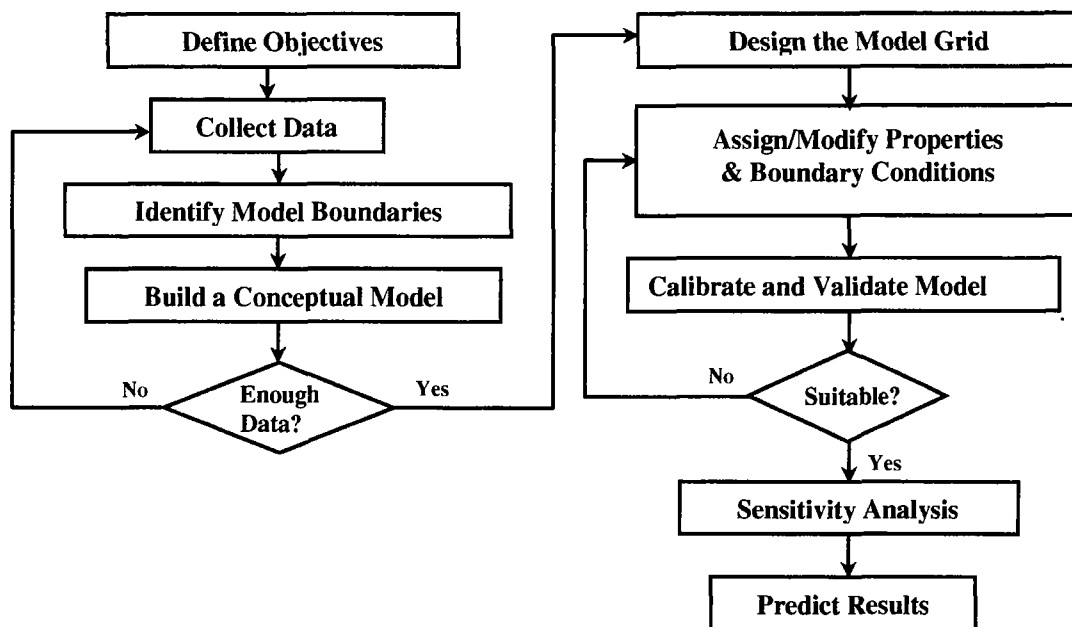 Define Objectives
Collect Data
Identify Model Boundaries
Build a Conceptual Model
No
Enough
Data?
Yes
Design the Model Grid
Assign/Modify Properties
& Boundary Conditions
Calibrate and Validate Model
No
Suitable?
Yes
Sensitivity Analysis
Predict Results